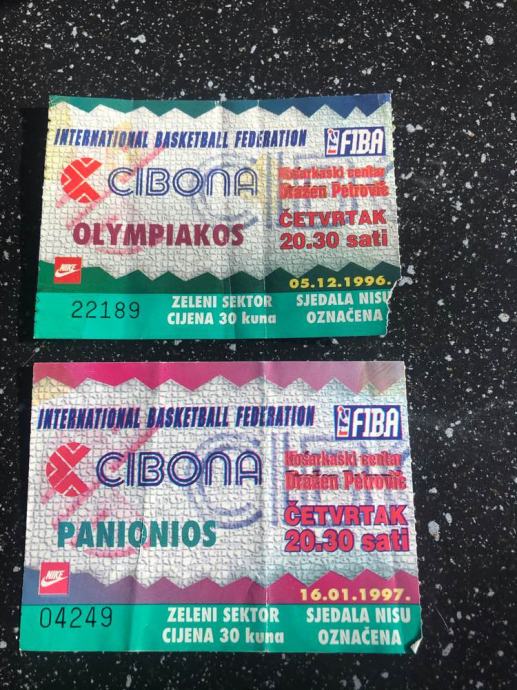 INTERNATIONAL BASKETBALL FEDERATION
FIBA
CIBONA
OLYMPIAKOS
Košarkaški centar
Dražen Petrović
ČETVRTAK
20.30 sati
NIKE
05.12.1996.
22189
ZELENI SEKTOR
CIJENA 30 kuna
SJEDALA NISU
OZNAČENA
INTERNATIONAL BASKETBALL FEDERATION
FIBA
CIBONA
PANIONIOS
Košarkaški centar
Dražen Petrović
ČETVRTAK
20.30 sati
NIKE
16.01.1997.
04249
ZELENI SEKTOR
CIJENA 30 kuna
SJEDALA NISU
OZNAČENA